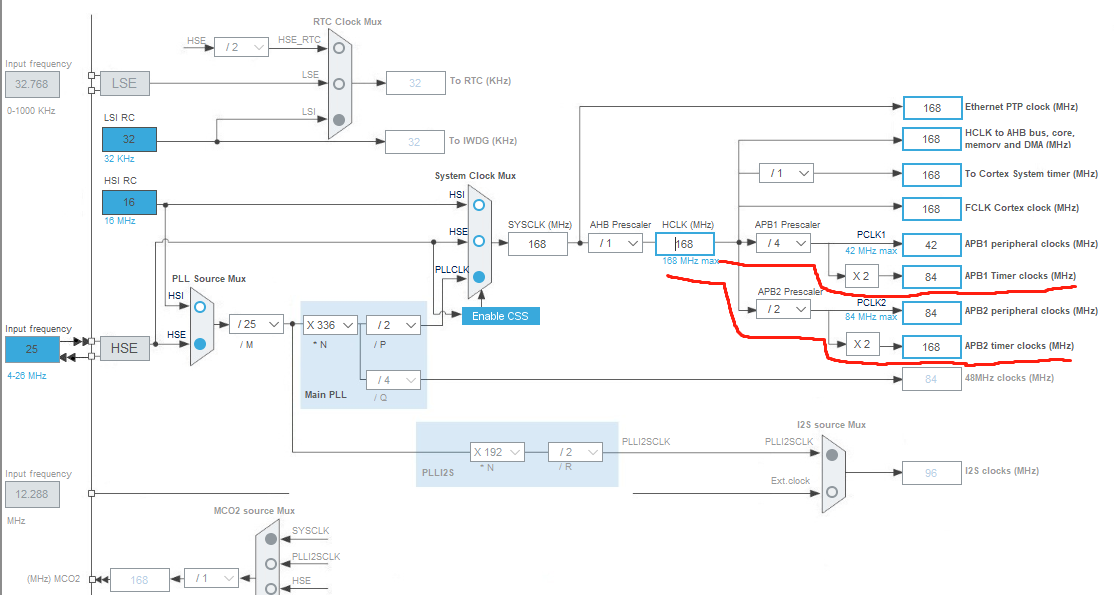 RTC Clock Mux
HSE
/ 2
HSE_RTC
Input frequency
32.768
0-1000 KHz
LSE
LSE
32
To RTC (KHz)
LSI RC
32
32 KHz
LSI
32
To IWDG (KHz)
HSI RC
16
16 MHz
System Clock Mux
HSI
HSE
PLLCLK
Enable CSS
SYSCLK (MHz)
168
AHB Prescaler
/ 1
HCLK (MHz)
168
168 MHz max
168
Ethernet PTP clock (MHz)
168
HCLK to AHB bus, core,
memory and DMA (MHz)
/ 1
168
To Cortex System timer (MHz)
168
FCLK Cortex clock (MHz)
APB1 Prescaler
/ 4
PCLK1
42 MHz max
42
APB1 peripheral clocks (MHz)
X 2
84
APB1 Timer clocks (MHz)
APB2 Prescaler
/ 2
PCLK2
84 MHz max
84
APB2 peripheral clocks (MHz)
X 2
168
APB2 timer clocks (MHz)
84
48MHz clocks (MHz)
PLL Source Mux
HSI
HSE
Input frequency
25
4-26 MHz
HSE
/ 25
/ M
X 336
* N
/ 2
/ P
/ 4
/ Q
Main PLL
X 192
* N
/ 2
/ R
PLLI2S
PLLI2SCLK
I2S source Mux
PLLI2SCLK
Ext.clock
96
I2S clocks (MHz)
Input frequency
12.288
MHz
MCO2 source Mux
SYSCLK
PLLI2SCLK
HSE
(MHz) MCO2
168
/ 1